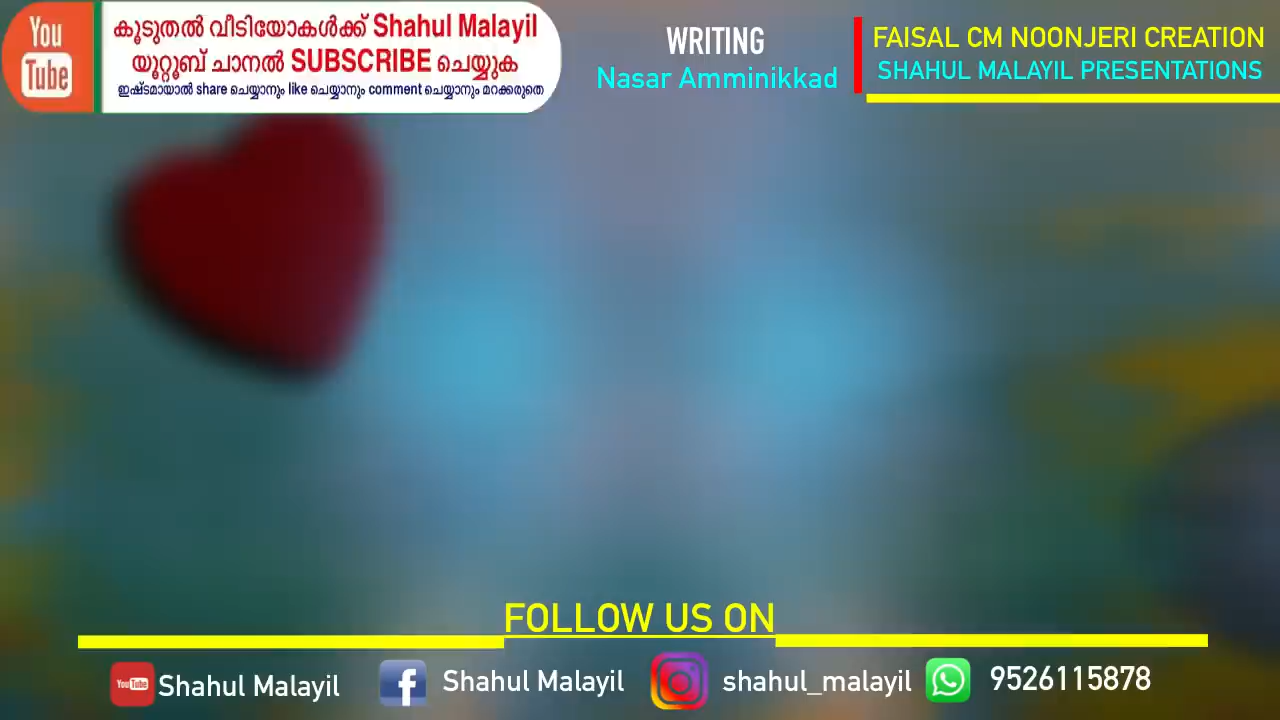 You
Tube
കൂടുതൽ വീടിയോകൾക്ക് Shahul Malayil
യൂറ്റൂബ് ചാനൽ SUBSCRIBE ചെയ്യുക
ഇഷ്ടമായാൽ share ചെയ്യാനും like ചെയ്യാനും comment ചെയ്യാനും മറക്കരുതെ
WRITING
Nasar Amminikkad
FAISAL CM NOONJERI CREATION
SHAHUL MALAYIL PRESENTATIONS
FOLLOW US ON
YouTube Shahul Malayil
f Shahul Malayil
shahul_malayil
9526115878